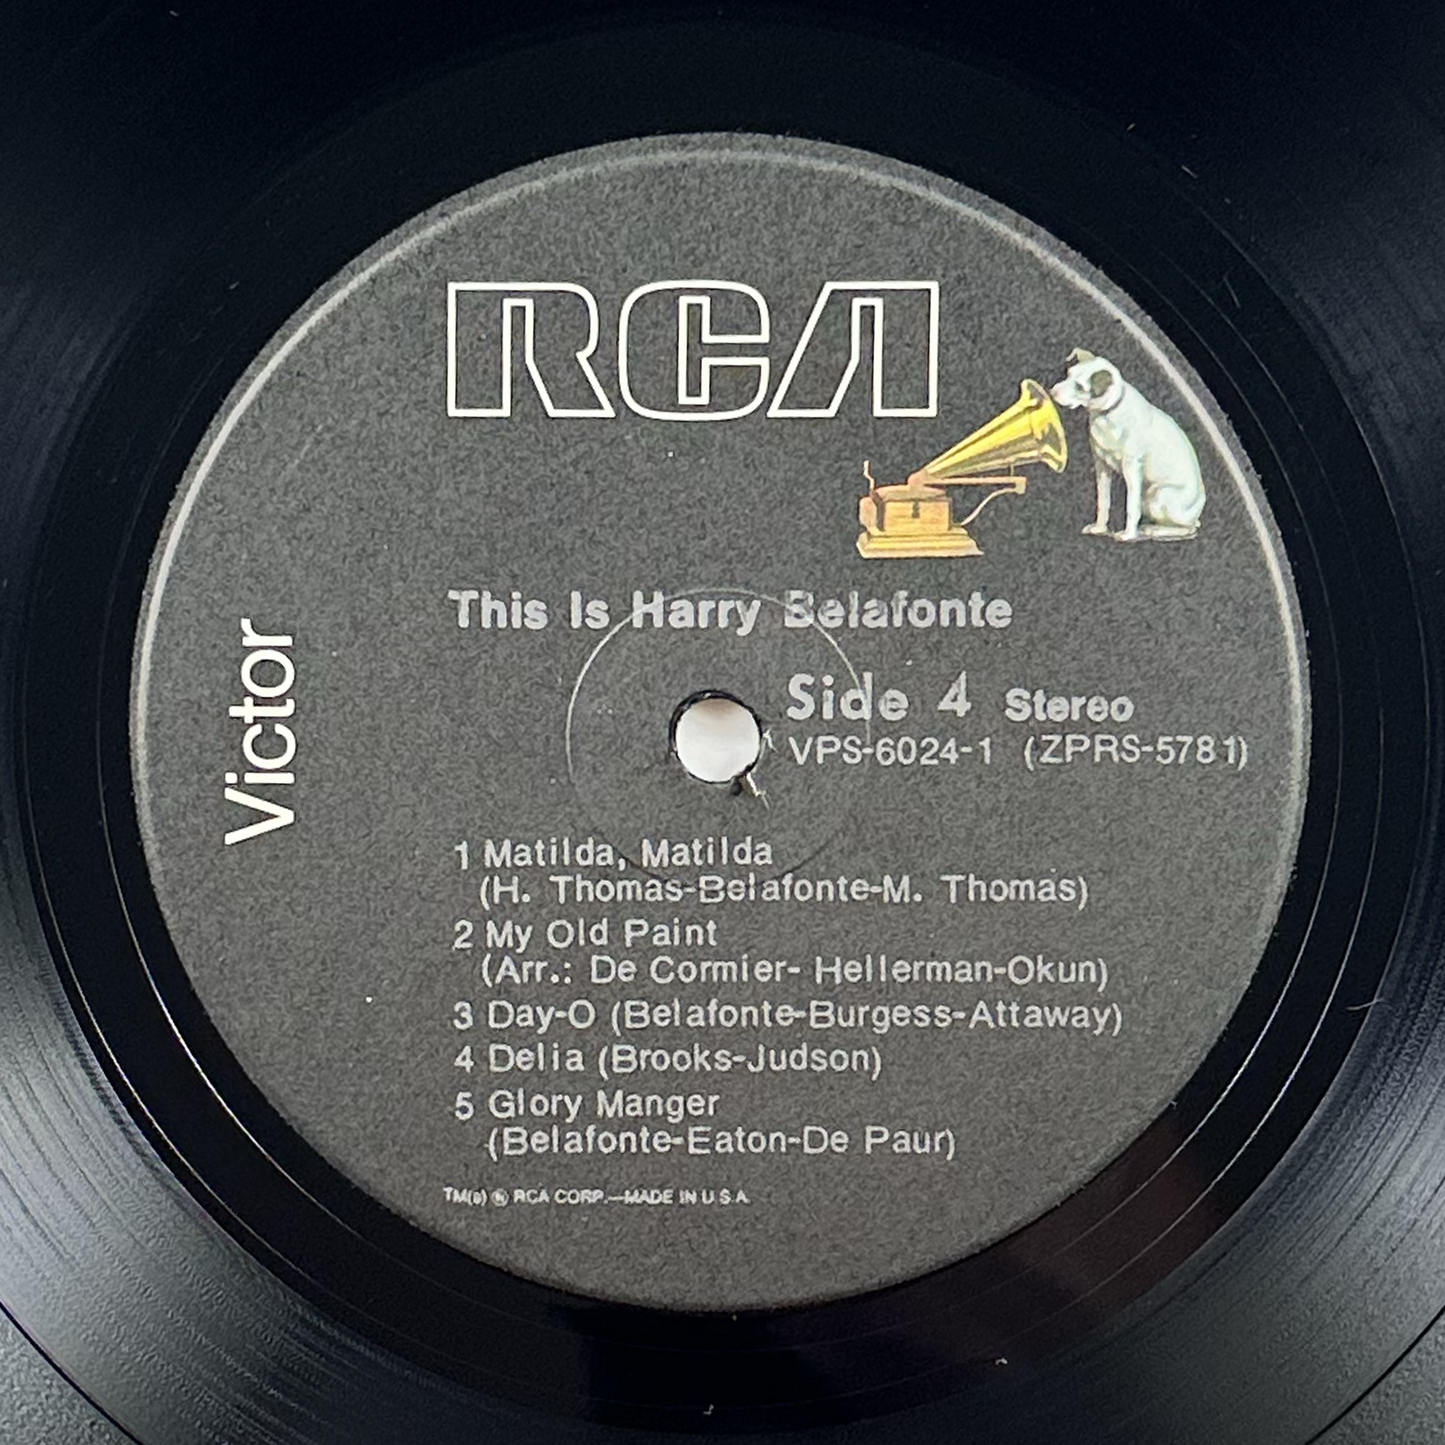 RCA
Victor
This Is Harry Belafonte
Side 4 Stereo
VPS-6024-1 (ZPRS-5781)
1 Matilda, Matilda
(H. Thomas-Belafonte-M. Thomas)
2 My Old Paint
(Arr.: De Cormier- Hellerman-Okun)
3 Day-O (Belafonte-Burgess-Attaway)
4 Delia (Brooks-Judson)
5 Glory Manger
(Belafonte-Eaton-De Paur)
TM(s) ® RCA CORP.—MADE IN U.S.A.